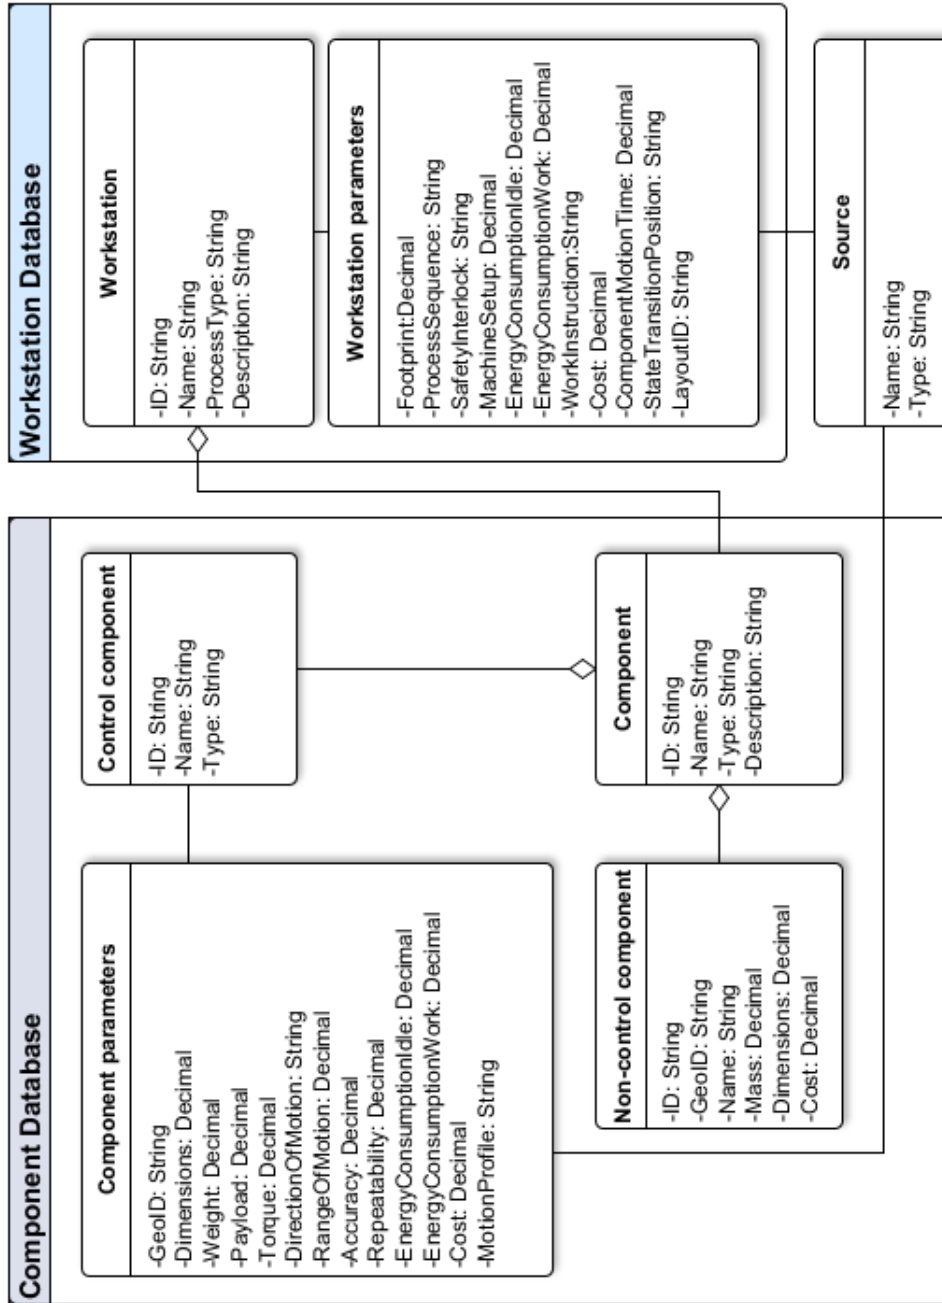 Component Database
Component parameters
-GeoID: String
-Dimensions: Decimal
-Weight: Decimal
-Payload: Decimal
-Torque: Decimal
-DirectionOfMotion: String
-RangeOfMotion: Decimal
-Accuracy: Decimal
-Repeatability: Decimal
-EnergyConsumptionIdle: Decimal
-EnergyConsumptionWork: Decimal
-Cost: Decimal
-MotionProfile: String
Control component
-ID: String
-Name: String
-Type: String
Non-control component
-ID: String
-GeoID: String
-Name: String
-Mass: Decimal
-Dimensions: Decimal
-Cost: Decimal
Component
-ID: String
-Name: String
-Type: String
-Description: String
Workstation Database
Workstation
-ID: String
-Name: String
-ProcessType: String
-Description: String
Workstation parameters
-Footprint:Decimal
-ProcessSequence: String
-SafetyInterlock: String
-MachineSetup: Decimal
-EnergyConsumptionIdle: Decimal
-EnergyConsumptionWork: Decimal
-WorkInstruction:String
-Cost: Decimal
-ComponentMotionTime: Decimal
-StateTransitionPosition: String
-LayoutID: String
Source
-Name: String
-Type: String